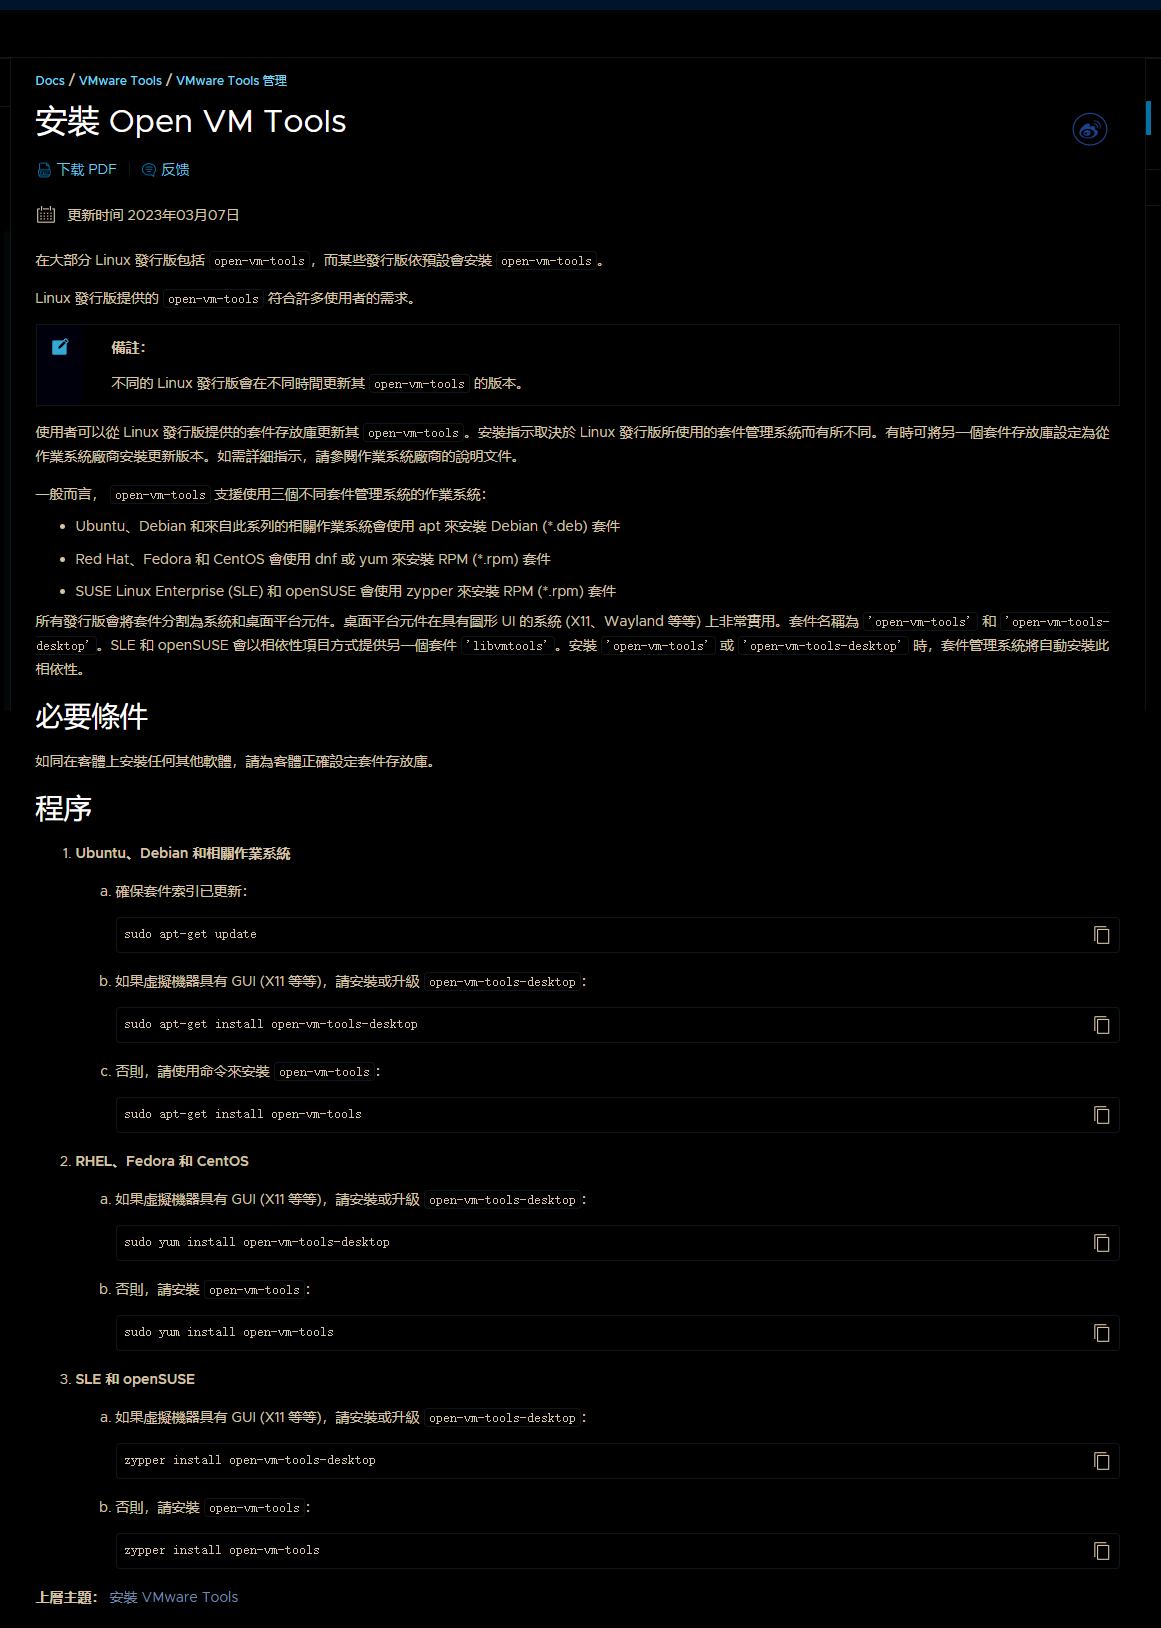 Docs / VMware Tools / VMware Tools 管理
安裝 Open VM Tools
下载 PDF 反馈
更新时间 2023年03月07日
在大部分 Linux 發行版包括 open-vm-tools，而某些發行版依預設會安裝 open-vm-tools。
Linux 發行版提供的 open-vm-tools 符合許多使用者的需求。
備註：
不同的 Linux 發行版會在不同時間更新其 open-vm-tools 的版本。
使用者可以從 Linux 發行版提供的套件存放庫更新其 open-vm-tools。安裝指示取決於 Linux 發行版所使用的套件管理系統而有所不同。有時可將另一個套件存放庫設定為從
作業系統廠商安裝更新版本。如需詳細指示，請參閱作業系統廠商的說明文件。
一般而言， open-vm-tools 支援使用三個不同套件管理系統的作業系統：
• Ubuntu、Debian 和來自此系列的相關作業系統會使用 apt 來安裝 Debian (*.deb) 套件
• Red Hat、Fedora 和 CentOS 會使用 dnf 或 yum 來安裝 RPM (*.rpm) 套件
• SUSE Linux Enterprise (SLE) 和 openSUSE 會使用 zypper 來安裝 RPM (*.rpm) 套件
所有發行版會將套件分割為系統和桌面平台元件。桌面平台元件在具有圖形 UI 的系統 (X11、Wayland 等等) 上非常實用。套件名稱為 'open-vm-tools' 和 'open-vm-tools-
desktop'。SLE 和 openSUSE 會以相依性項目方式提供另一個套件 'libvmtools'。安裝 'open-vm-tools' 或 'open-vm-tools-desktop' 時，套件管理系統將自動安裝此
相依性。
必要條件
如同在客體上安裝任何其他軟體，請為客體正確設定套件存放庫。
程序
1. Ubuntu、Debian 和相關作業系統
a. 確保套件索引已更新：
sudo apt-get update
b. 如果虛擬機器具有 GUI (X11 等等)，請安裝或升級 open-vm-tools-desktop：
sudo apt-get install open-vm-tools-desktop
c. 否則，請使用命令來安裝 open-vm-tools：
sudo apt-get install open-vm-tools
2. RHEL、Fedora 和 CentOS
a. 如果虛擬機器具有 GUI (X11 等等)，請安裝或升級 open-vm-tools-desktop：
sudo yum install open-vm-tools-desktop
b. 否則，請安裝 open-vm-tools：
sudo yum install open-vm-tools
3. SLE 和 openSUSE
a. 如果虛擬機器具有 GUI (X11 等等)，請安裝或升級 open-vm-tools-desktop：
zypper install open-vm-tools-desktop
b. 否則，請安裝 open-vm-tools：
zypper install open-vm-tools
上層主題： 安裝 VMware Tools